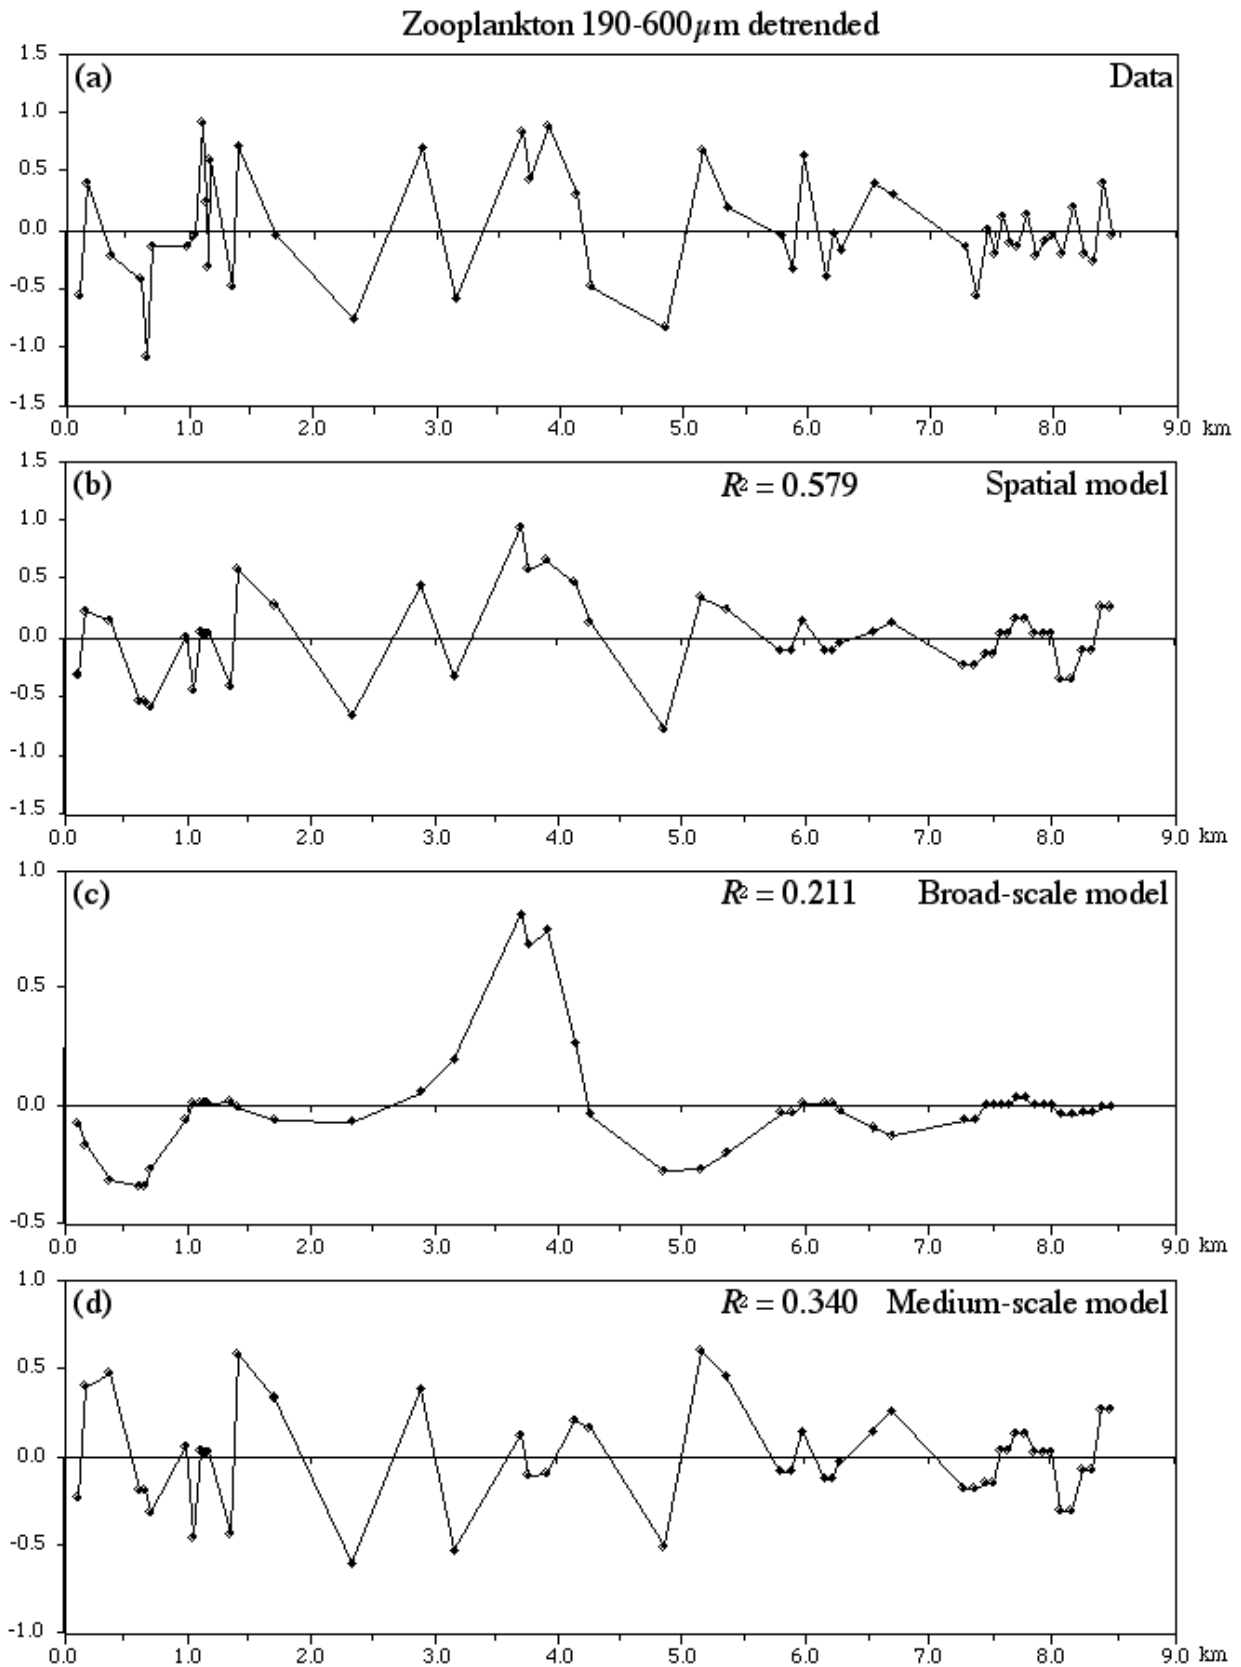 Zooplankton 190-600µm detrended
(a) Data
1.5
1.0
0.5
0.0
-0.5
-1.0
-1.5
0.0 1.0 2.0 3.0 4.0 5.0 6.0 7.0 8.0 9.0 km
(b) R² = 0.579 Spatial model
1.5
1.0
0.5
0.0
-0.5
-1.0
-1.5
0.0 1.0 2.0 3.0 4.0 5.0 6.0 7.0 8.0 9.0 km
(c) R² = 0.211 Broad-scale model
1.0
0.5
0.0
-0.5
0.0 1.0 2.0 3.0 4.0 5.0 6.0 7.0 8.0 9.0 km
(d) R² = 0.340 Medium-scale model
1.0
0.5
0.0
-0.5
-1.0
0.0 1.0 2.0 3.0 4.0 5.0 6.0 7.0 8.0 9.0 km